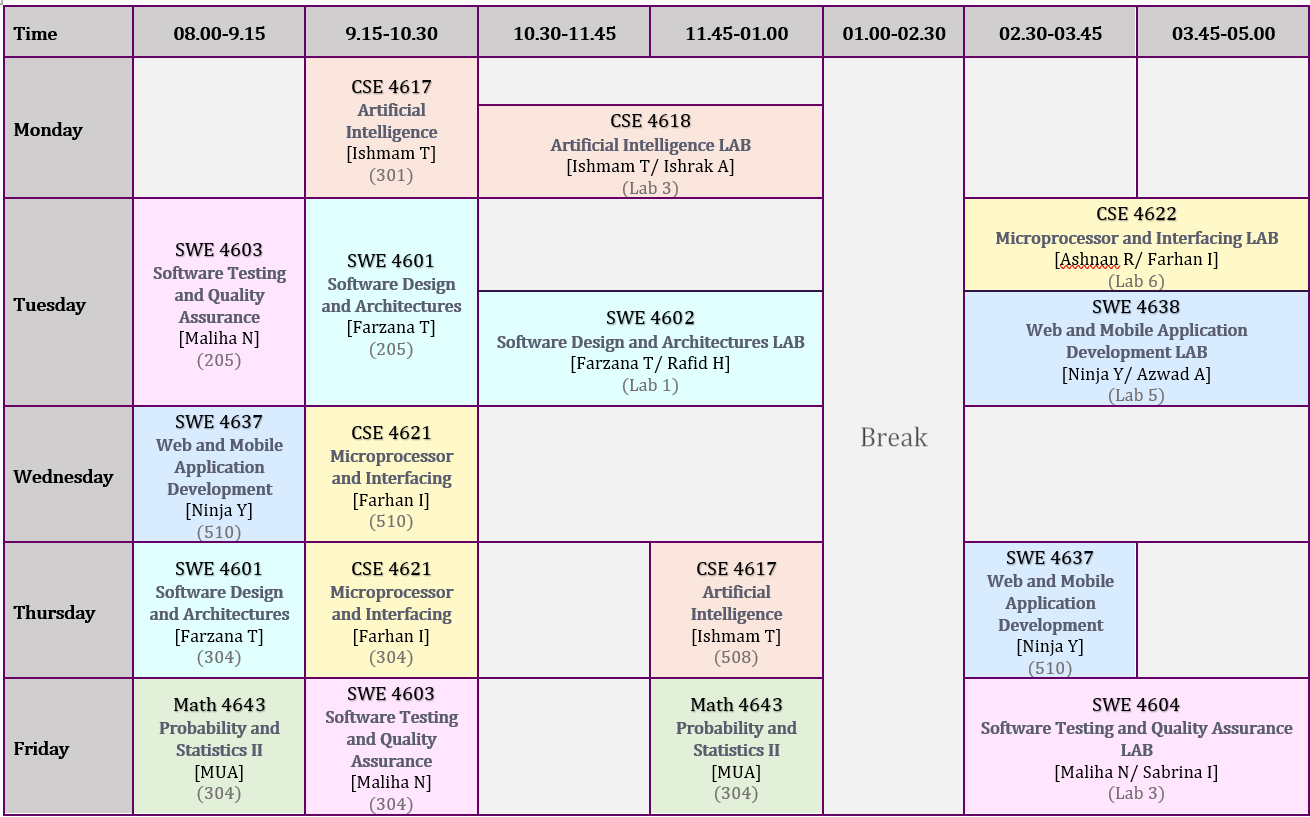 Time 08.00-9.15 9.15-10.30 10.30-11.45 11.45-01.00 01.00-02.30 02.30-03.45 03.45-05.00
Monday
CSE 4617
Artificial
Intelligence
[Ishmam T]
(301)
CSE 4618
Artificial Intelligence LAB
[Ishmam T/ Ishrak A]
(Lab 3)
Tuesday
SWE 4603
Software Testing
and Quality
Assurance
[Maliha N]
(205)
SWE 4601
Software Design
and Architectures
[Farzana T]
(205)
SWE 4602
Software Design and Architectures LAB
[Farzana T/ Rafid H]
(Lab 1)
CSE 4622
Microprocessor and Interfacing LAB
[Ashnan R/ Farhan I]
(Lab 6)
SWE 4638
Web and Mobile Application
Development LAB
[Ninja Y/ Azwad A]
(Lab 5)
Wednesday
SWE 4637
Web and Mobile
Application
Development
[Ninja Y]
(510)
CSE 4621
Microprocessor
and Interfacing
[Farhan I]
(510)
Break
Thursday
SWE 4601
Software Design
and Architectures
[Farzana T]
(304)
CSE 4621
Microprocessor
and Interfacing
[Farhan I]
(304)
CSE 4617
Artificial
Intelligence
[Ishmam T]
(508)
SWE 4637
Web and Mobile
Application
Development
[Ninja Y]
(510)
Friday
Math 4643
Probability and
Statistics II
[MUA]
(304)
SWE 4603
Software Testing
and Quality
Assurance
[Maliha N]
(304)
Math 4643
Probability and
Statistics II
[MUA]
(304)
SWE 4604
Software Testing and Quality Assurance
LAB
[Maliha N/ Sabrina I]
(Lab 3)